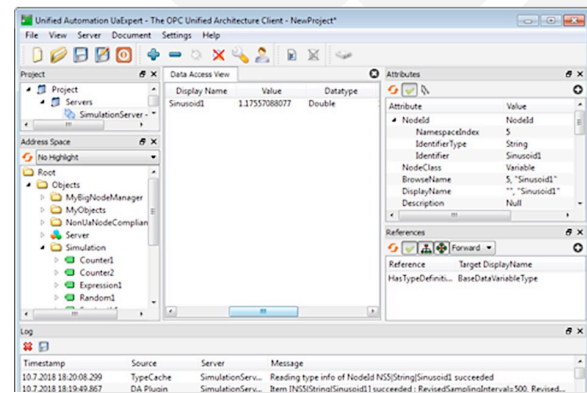 Unified Automation UaExpert - The OPC Unified Architecture Client - NewProject*
File View Server Document Settings Help
Project
Project
Servers
SimulationServer -
Address Space
No Highlight
Root
Objects
MyBigNodeManager
MyObjects
NonUaNodeComplian
Server
Simulation
Counter1
Counter2
Expression1
Random1
Data Access View
Display Name Value Datatype
Sinusoid1 1.17557088077 Double
Attributes
Attribute Value
NodeId NodeId
NamespaceIndex 5
IdentifierType String
Identifier Sinusoid1
NodeClass Variable
BrowseName 5, "Sinusoid1"
DisplayName "", "Sinusoid1"
Description Null
References
Forward
Reference Target DisplayName
HasTypeDefiniti... BaseDataVariableType
Log
Timestamp Source Server Message
10.7.2018 18:20:08.299 TypeCache SimulationServ... Reading type info of NodeId NS5|String|Sinusoid1 succeeded
10.7.2018 18:19:49.867 DA Plugin SimulationServ... Item [NS5|String|Sinusoid1] succeeded : RevisedSamplingInterval=500, Revised...